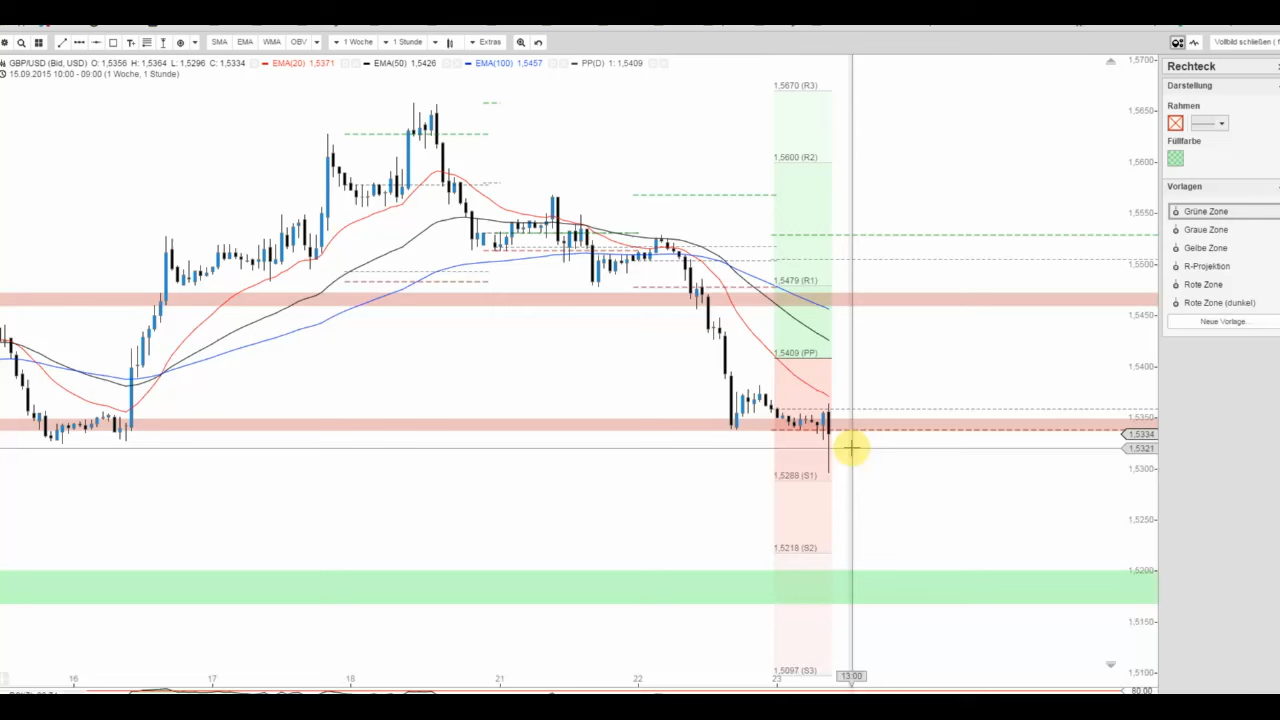 SMA EMA WMA OBV 1 Woche 1 Stunde Extras Vollbild schließen (
GBP/USD (Bid, USD) O: 1,5356 H: 1,5364 L: 1,5296 C: 1,5334 EMA(20) 1,5371 EMA(50) 1,5426 EMA(100) 1,5457 PP(D) 1: 1,5409
15.09.2015 10:00 - 09:00 (1 Woche, 1 Stunde)
1,5700
1,5650
1,5600
1,5550
1,5500
1,5450
1,5400
1,5350
1,5334
1,5321
1,5300
1,5250
1,5200
1,5150
1,5100
80.00
1,5670 (R3)
1,5600 (R2)
1,5479 (R1)
1,5409 (PP)
1,5288 (S1)
1,5218 (S2)
1,5097 (S3)
16 17 18 21 22 23 13:00
Rechteck
Darstellung
Rahmen
Füllfarbe
Vorlagen
Grüne Zone
Graue Zone
Gelbe Zone
R-Projektion
Rote Zone
Rote Zone (dunkel)
Neue Vorlage...